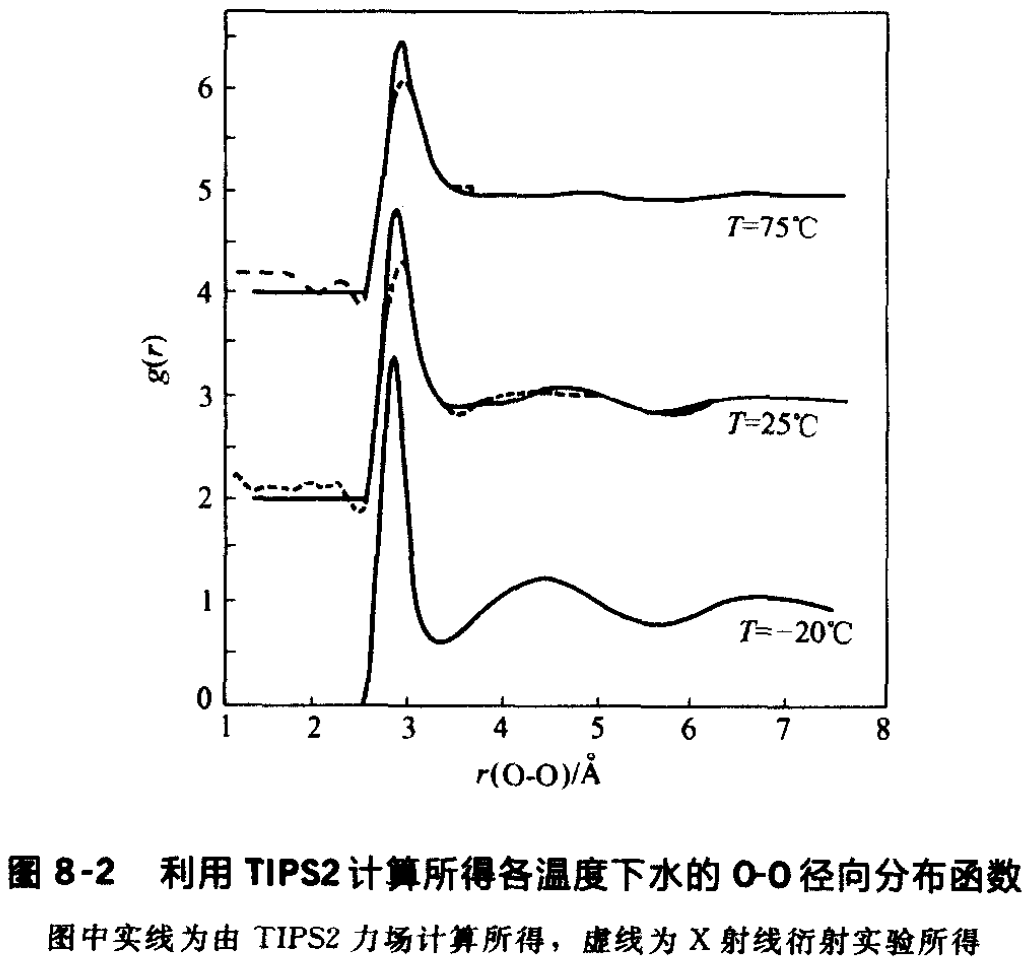 6
5
T=75℃
4
g(r)
3
T=25℃
2
1
T=-20℃
0
1 2 3 4 5 6 7 8
r(O-O)/Å
图 8-2 利用 TIPS2 计算所得各温度下水的 O-O 径向分布函数
图中实线为由 TIPS2 力场计算所得，虚线为 X 射线衍射实验所得